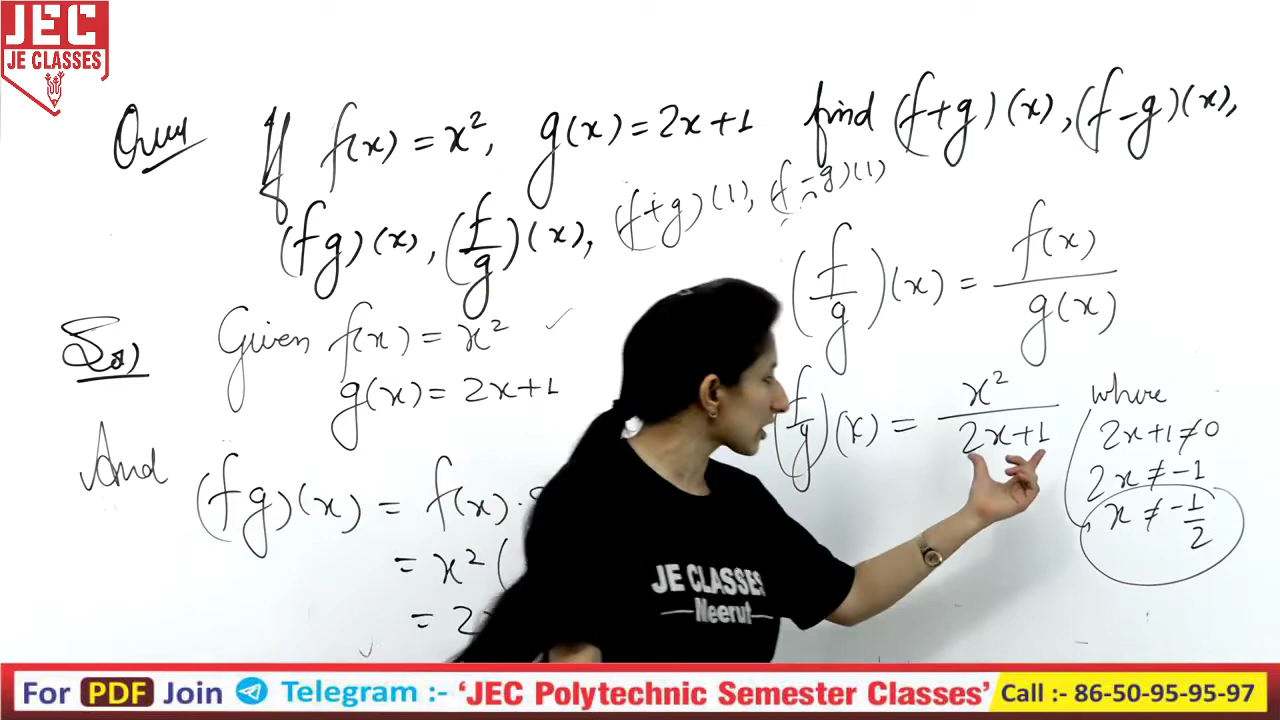 JEC
JE CLASSES
Ques If f(x) = x², g(x) = 2x+1 find (f+g)(x), (f-g)(x),
(fg)(x), (f/g)(x), (f+g)(1), (f-g)(1)
Sol) Given f(x) = x² ✓
g(x) = 2x+1
And
(fg)(x) = f(x) ·
= x² (
= 2
(f/g)(x) = f(x)/g(x)
(f/g)(x) = x²/2x+1 where
2x+1≠0
2x ≠ -1
x ≠ -1/2
JE CLASSES
Meerut
For PDF Join Telegram :- 'JEC Polytechnic Semester Classes' Call :- 86-50-95-95-97